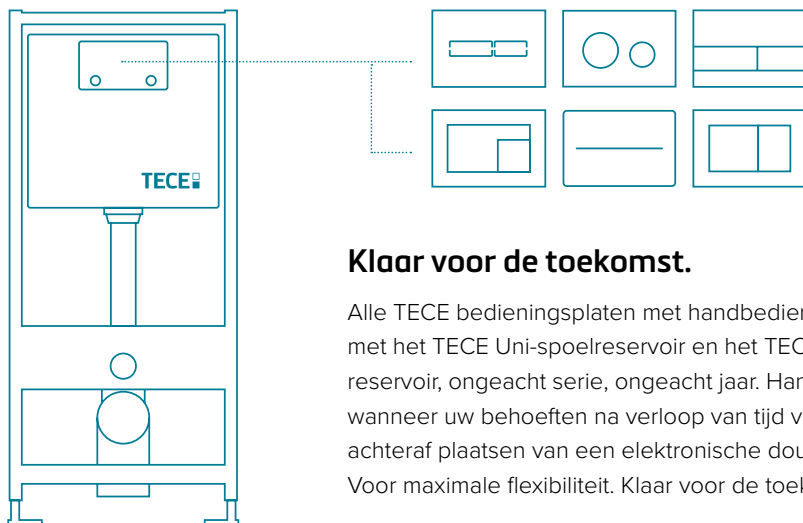 TECE
Klaar voor de toekomst.
Alle TECE bedieningsplaten met
met het TECE Uni-spoelreservoir en het
reservoir, ongeacht serie, ongeacht jaar.
wanneer uw behoeften na verloop van tijd
achteraf plaatsen van een elektronische
Voor maximale flexibiliteit. Klaar voor de